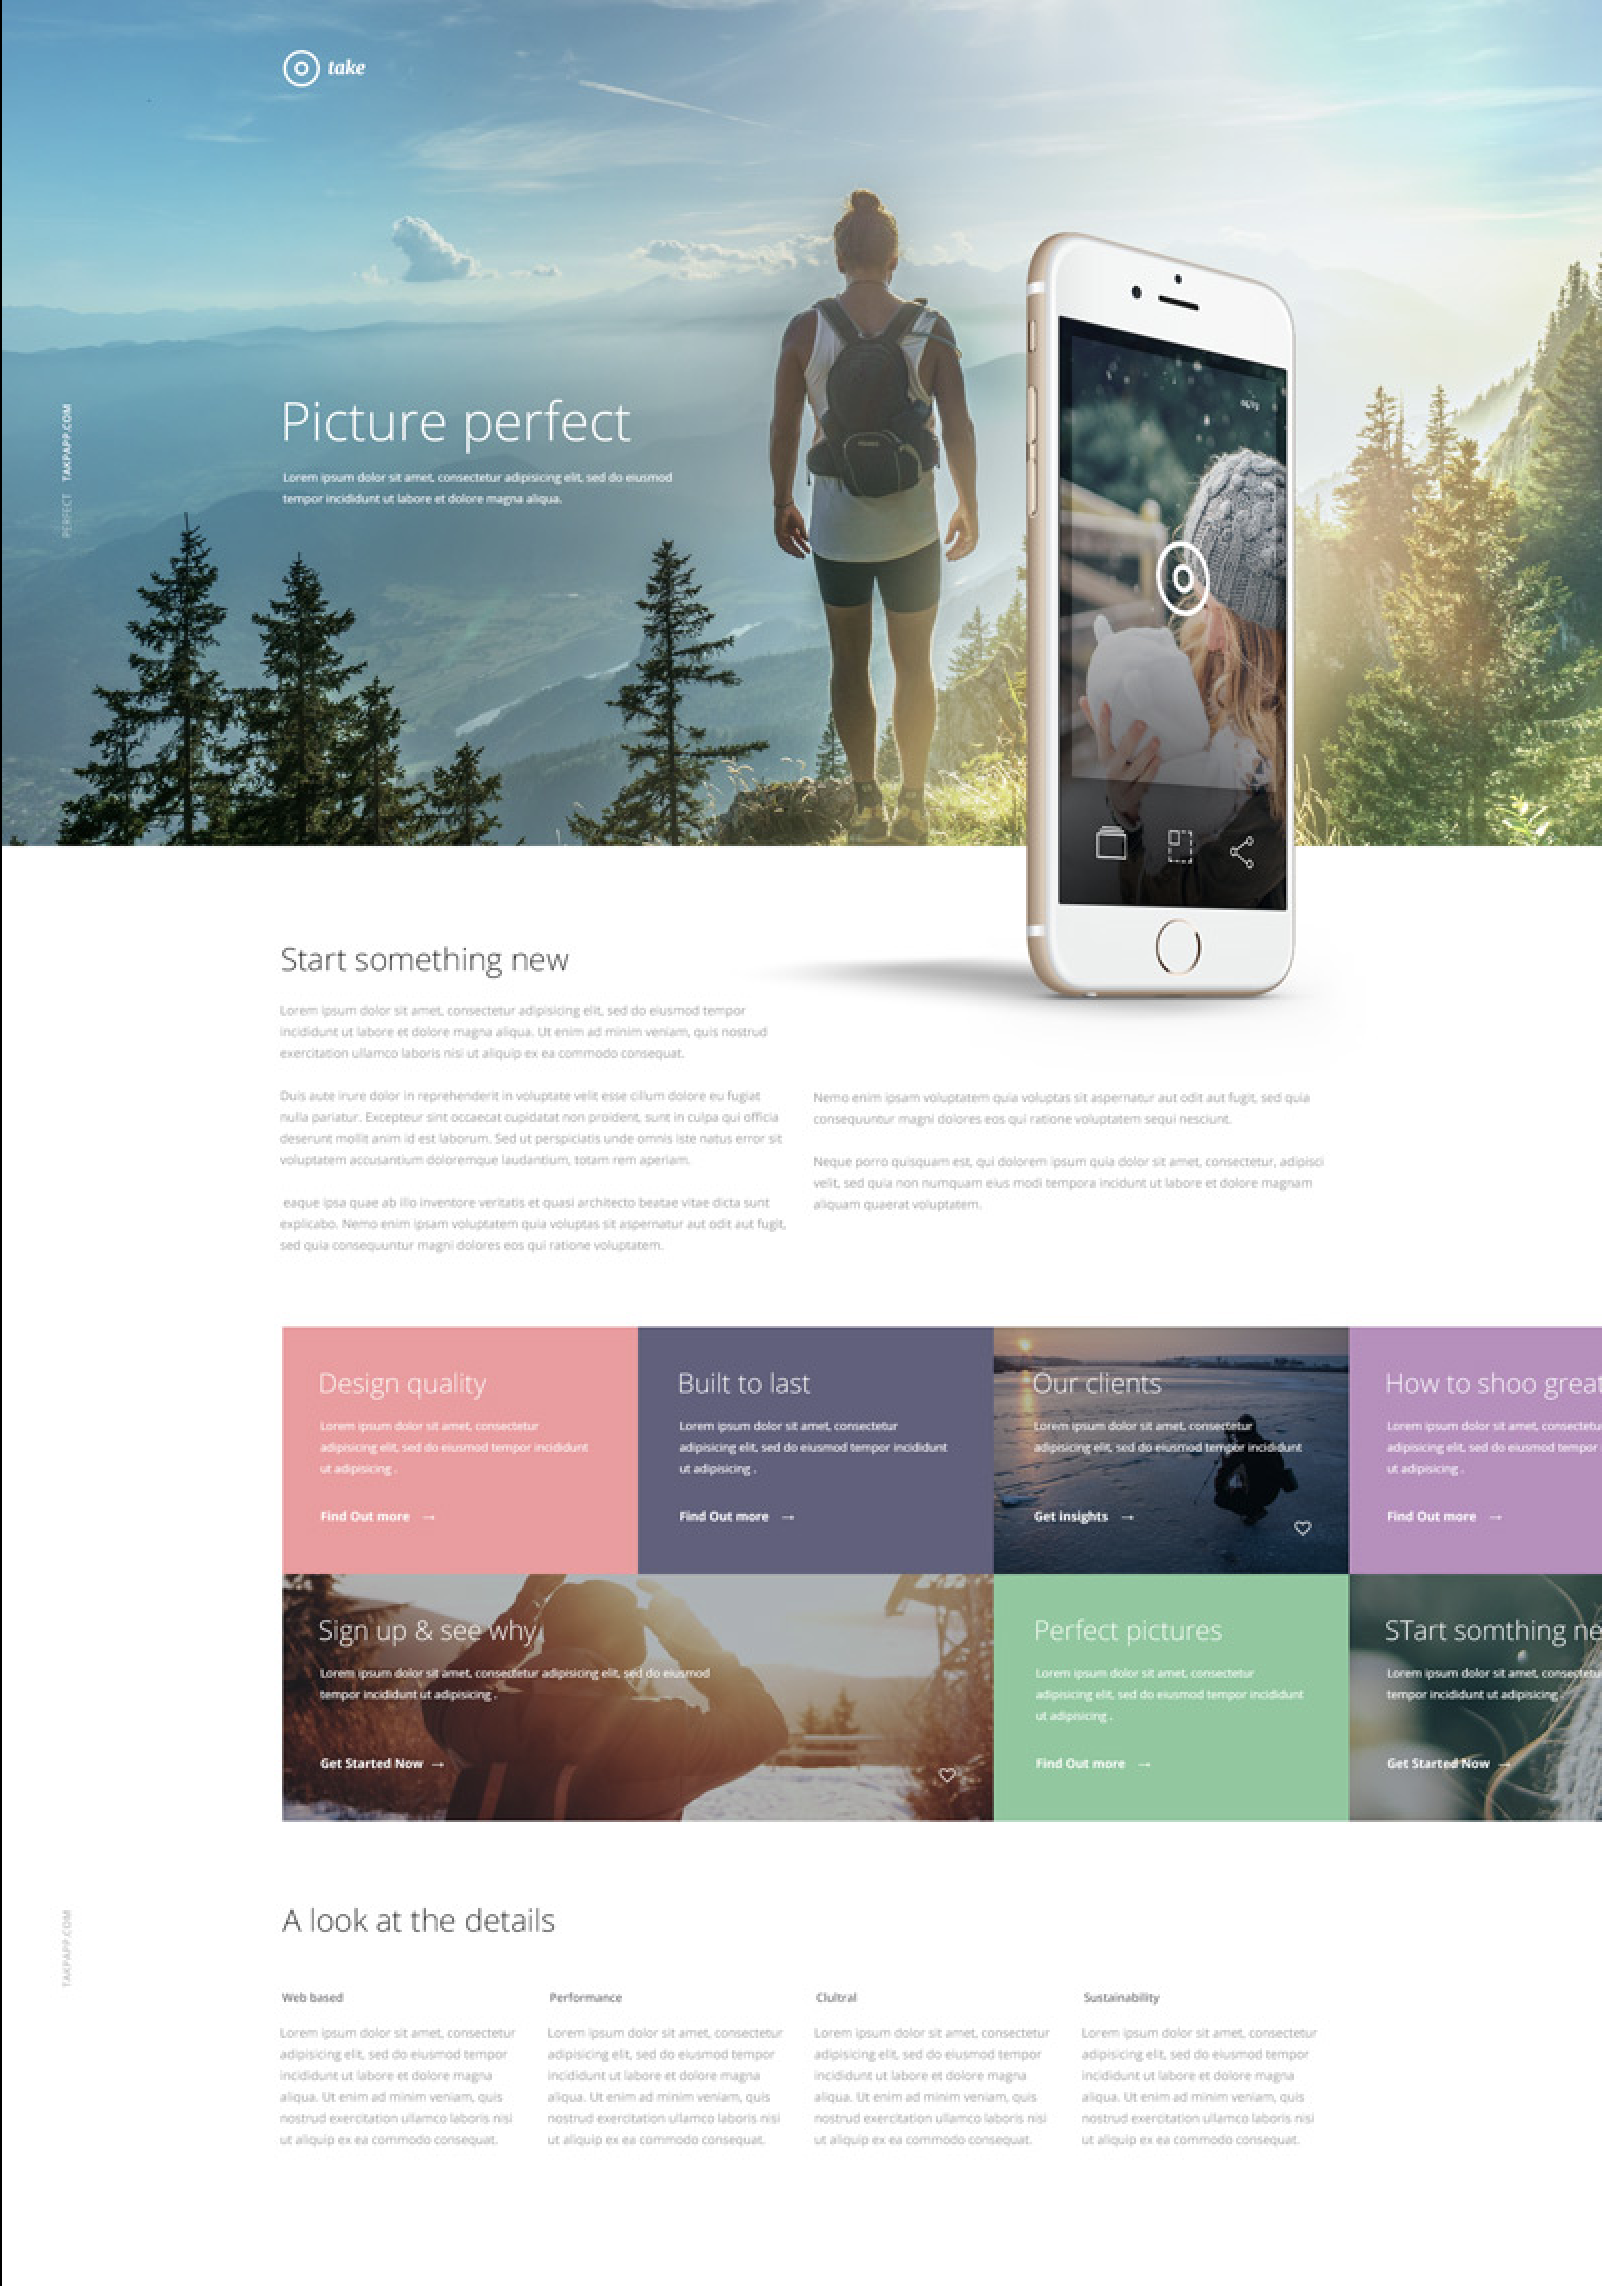 take
Picture perfect
Lorem ipsum dolor sit amet, consectetur adipisicing elit, sed do eiusmod
tempor incididunt ut labore et dolore magna aliqua.
PERFECT TAKPAPP.COM
Start something new
Lorem ipsum dolor sit amet, consectetur adipisicing elit, sed do eiusmod tempor
incididunt ut labore et dolore magna aliqua. Ut enim ad minim veniam, quis nostrud
exercitation ullamco laboris nisi ut aliquip ex ea commodo consequat.
Duis aute irure dolor in reprehenderit in voluptate velit esse cillum dolore eu fugiat
nulla pariatur. Excepteur sint occaecat cupidatat non proident, sunt in culpa qui officia
deserunt mollit anim id est laborum. Sed ut perspiciatis unde omnis iste natus error sit
voluptatem accusantium doloremque laudantium, totam rem aperiam.
eaque ipsa quae ab illo inventore veritatis et quasi architecto beatae vitae dicta sunt
explicabo. Nemo enim ipsam voluptatem quia voluptas sit aspernatur aut odit aut fugit,
sed quia consequuntur magni dolores eos qui ratione voluptatem.
Nemo enim ipsam voluptatem quia voluptas sit aspernatur aut odit aut fugit, sed quia
consequuntur magni dolores eos qui ratione voluptatem sequi nesciunt.
Neque porro quisquam est, qui dolorem ipsum quia dolor sit amet, consectetur, adipisci
velit, sed quia non numquam eius modi tempora incidunt ut labore et dolore magnam
aliquam quaerat voluptatem.
Design quality
Lorem ipsum dolor sit amet, consectetur
adipisicing elit, sed do eiusmod tempor incididunt
ut adipisicing .
Find Out more →
Built to last
Lorem ipsum dolor sit amet, consectetur
adipisicing elit, sed do eiusmod tempor incididunt
ut adipisicing .
Find Out more →
Our clients
Lorem ipsum dolor sit amet, consectetur
adipisicing elit, sed do eiusmod tempor incididunt
Get insights →
How to shoo great
Lorem ipsum dolor sit amet, consectetu
adipisicing elit, sed do eiusmod tempor
ut adipisicing .
Find Out more →
Sign up & see why
Lorem ipsum dolor sit amet, consectetur adipisicing elit, sed do eiusmod
tempor incididunt ut adipisicing .
Get Started Now →
Perfect pictures
Lorem ipsum dolor sit amet, consectetur
adipisicing elit, sed do eiusmod tempor incididunt
ut adipisicing .
Find Out more →
STart somthing ne
Lorem ipsum dolor sit amet, consectetu
tempor incididunt ut adipisicing .
Get Started Now →
TAKPAPP.COM
A look at the details
Web based
Lorem ipsum dolor sit amet, consectetur
adipisicing elit, sed do eiusmod tempor
incididunt ut labore et dolore magna
aliqua. Ut enim ad minim veniam, quis
nostrud exercitation ullamco laboris nisi
ut aliquip ex ea commodo consequat.
Performance
Lorem ipsum dolor sit amet, consectetur
adipisicing elit, sed do eiusmod tempor
incididunt ut labore et dolore magna
aliqua. Ut enim ad minim veniam, quis
nostrud exercitation ullamco laboris nisi
ut aliquip ex ea commodo consequat.
Clultral
Lorem ipsum dolor sit amet, consectetur
adipisicing elit, sed do eiusmod tempor
incididunt ut labore et dolore magna
aliqua. Ut enim ad minim veniam, quis
nostrud exercitation ullamco laboris nisi
ut aliquip ex ea commodo consequat.
Sustainability
Lorem ipsum dolor sit amet, consectetur
adipisicing elit, sed do eiusmod tempor
incididunt ut labore et dolore magna
aliqua. Ut enim ad minim veniam, quis
nostrud exercitation ullamco laboris nisi
ut aliquip ex ea commodo consequat.